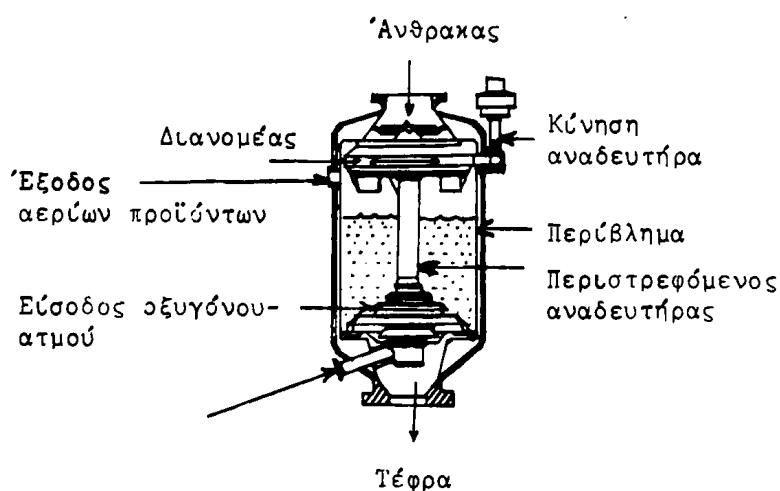 Άνθρακας
Διανομέας
Κίνηση
αναδευτήρα
Έξοδος
αερίων προϊόντων
Περίβλημα
Περιστρεφόμενος
αναδευτήρας
Είσοδος οξυγόνου-
ατμού
Τέφρα